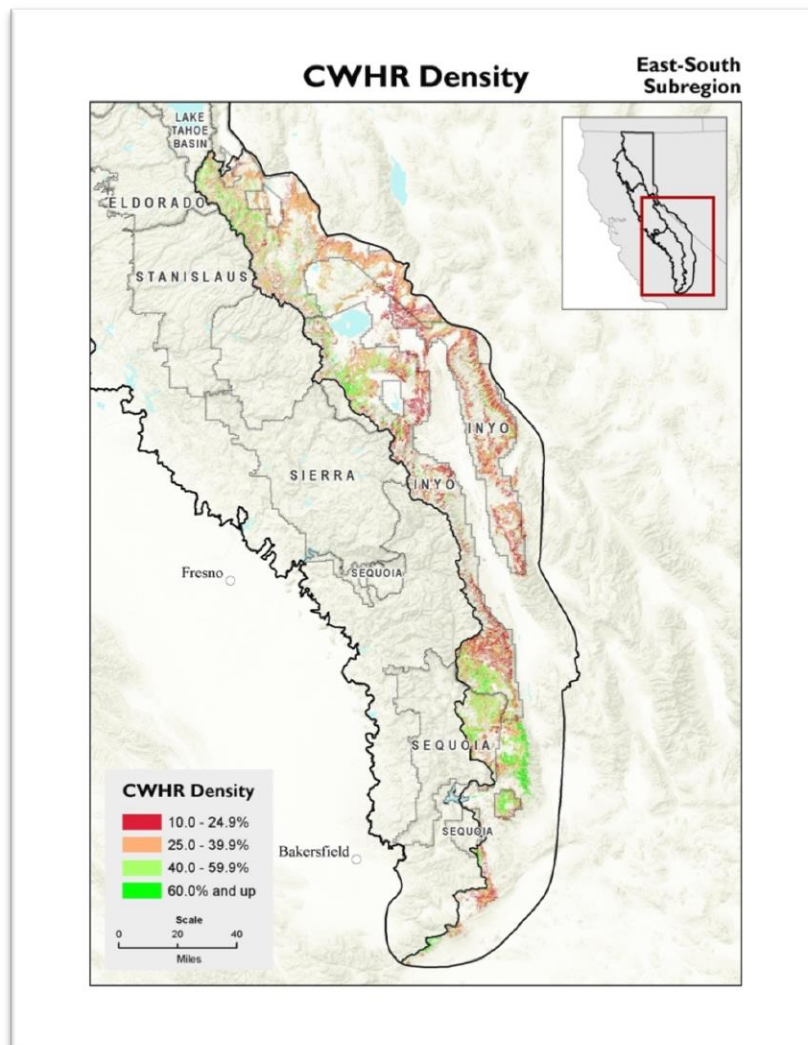 CWHR Density
East-South
Subregion
LAKE
TAHOE
BASIN
ELDORADO
STANISLAUS
INYO
SIERRA
INYO
SEQUOIA
Fresno
SEQUOIA
SEQUOIA
Bakersfield
CWHR Density
10.0 - 24.9%
25.0 - 39.9%
40.0 - 59.9%
60.0% and up
Scale
0 20 40
Miles